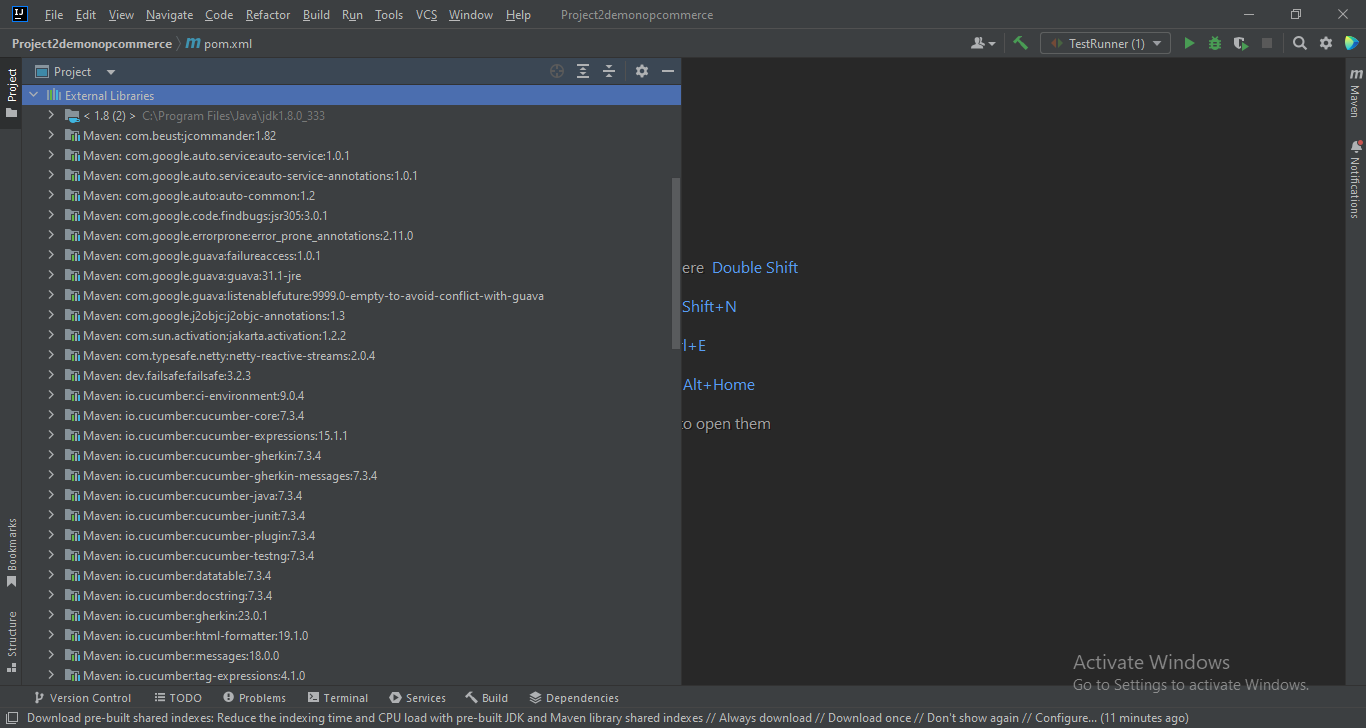 File Edit View Navigate Code Refactor Build Run Tools VCS Window Help Project2demonopcommerce
Project2demonopcommerce m pom.xml TestRunner (1)
Project
Project
External Libraries
< 1.8 (2) > C:\Program Files\Java\jdk1.8.0_333
Maven: com.beust:jcommander:1.82
Maven: com.google.auto.service:auto-service:1.0.1
Maven: com.google.auto.service:auto-service-annotations:1.0.1
Maven: com.google.auto:auto-common:1.2
Maven: com.google.code.findbugs:jsr305:3.0.1
Maven: com.google.errorprone:error_prone_annotations:2.11.0
Maven: com.google.guava:failureaccess:1.0.1
Maven: com.google.guava:guava:31.1-jre
Maven: com.google.guava:listenablefuture:9999.0-empty-to-avoid-conflict-with-guava
Maven: com.google.j2objc:j2objc-annotations:1.3
Maven: com.sun.activation:jakarta.activation:1.2.2
Maven: com.typesafe.netty:netty-reactive-streams:2.0.4
Maven: dev.failsafe:failsafe:3.2.3
Maven: io.cucumber:ci-environment:9.0.4
Maven: io.cucumber:cucumber-core:7.3.4
Maven: io.cucumber:cucumber-expressions:15.1.1
Maven: io.cucumber:cucumber-gherkin:7.3.4
Maven: io.cucumber:cucumber-gherkin-messages:7.3.4
Maven: io.cucumber:cucumber-java:7.3.4
Maven: io.cucumber:cucumber-junit:7.3.4
Maven: io.cucumber:cucumber-plugin:7.3.4
Maven: io.cucumber:cucumber-testng:7.3.4
Maven: io.cucumber:datatable:7.3.4
Maven: io.cucumber:docstring:7.3.4
Maven: io.cucumber:gherkin:23.0.1
Maven: io.cucumber:html-formatter:19.1.0
Maven: io.cucumber:messages:18.0.0
Maven: io.cucumber:tag-expressions:4.1.0
Bookmarks
Structure
ere Double Shift
Shift+N
l+E
Alt+Home
to open them
m Maven
Notifications
Activate Windows
Go to Settings to activate Windows.
Version Control TODO Problems Terminal Services Build Dependencies
Download pre-built shared indexes: Reduce the indexing time and CPU load with pre-built JDK and Maven library shared indexes // Always download // Download once // Don't show again // Configure... (11 minutes ago)